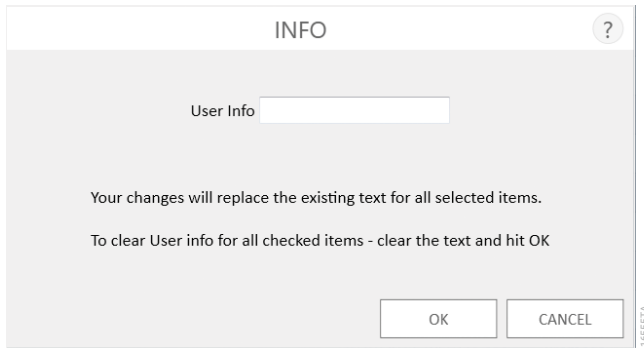 INFO
?
User Info
Your changes will replace the existing text for all selected items.
To clear User info for all checked items - clear the text and hit OK
OK
CANCEL